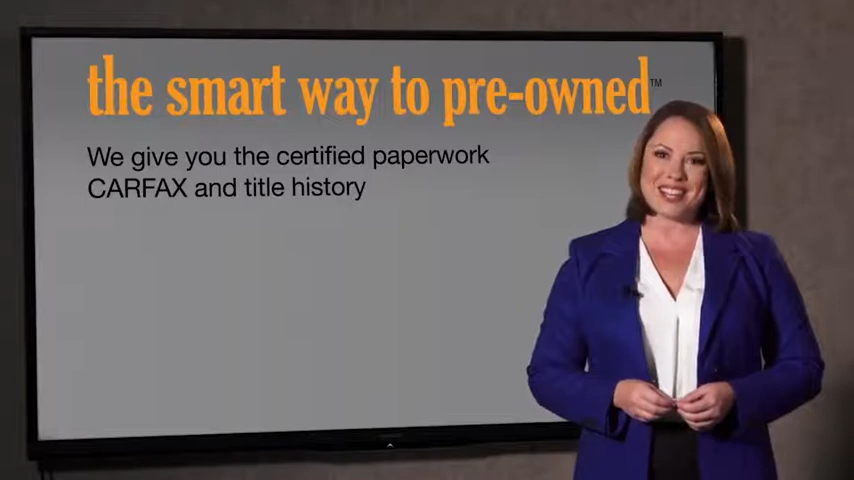 the smart way to pre-owned™
We give you the certified paperwork
CARFAX and title history